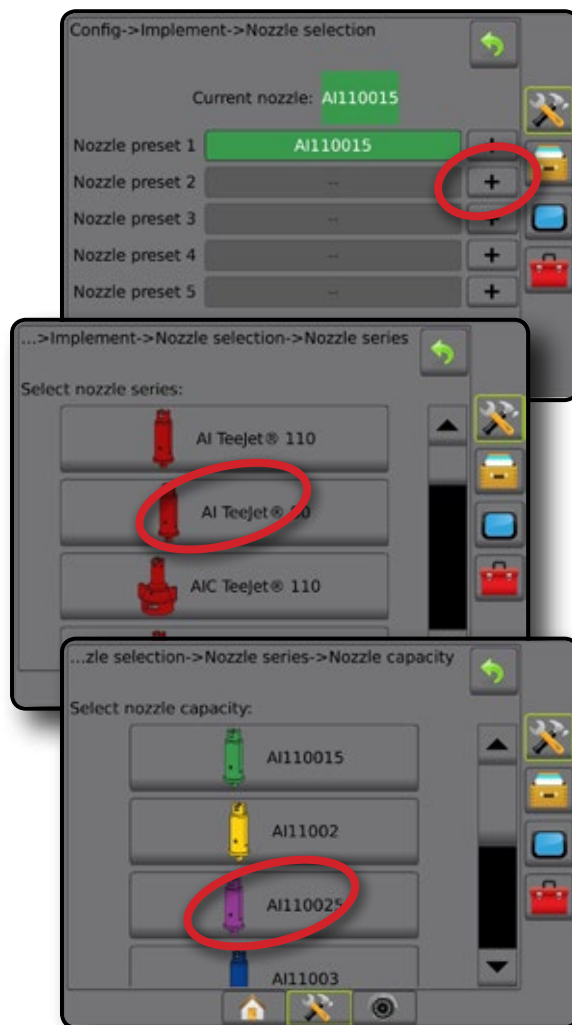 Config->Implement->Nozzle selection
Current nozzle: AI110015
Nozzle preset 1 AI110015 +
Nozzle preset 2 -- +
Nozzle preset 3 -- +
Nozzle preset 4 -- +
Nozzle preset 5 -- +
...>Implement->Nozzle selection->Nozzle series
Select nozzle series:
AI TeeJet® 110
AI TeeJet® 80
AIC TeeJet® 110
...zle selection->Nozzle series->Nozzle capacity
Select nozzle capacity:
AI110015
AI11002
AI110025
AI11003